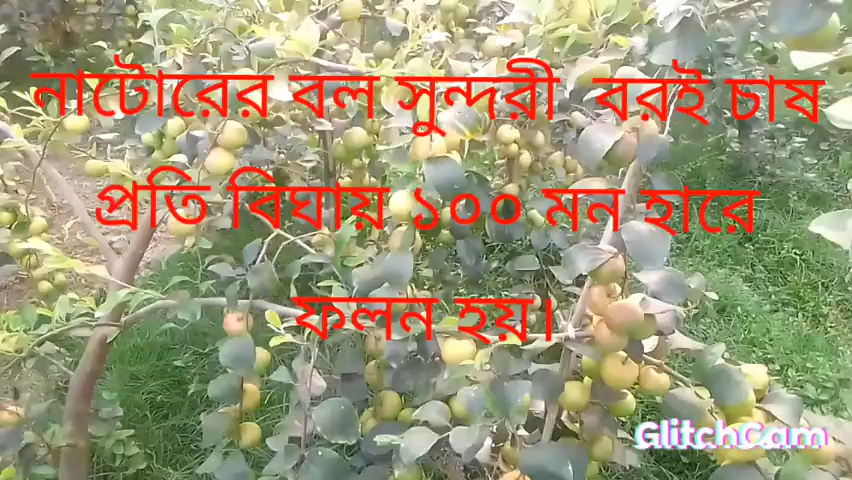 নাটোরের বল সুন্দরী বরই চাষ
প্রতি বিঘায় ১০০ মন হারে
ফলন হয়।
GlitchCam